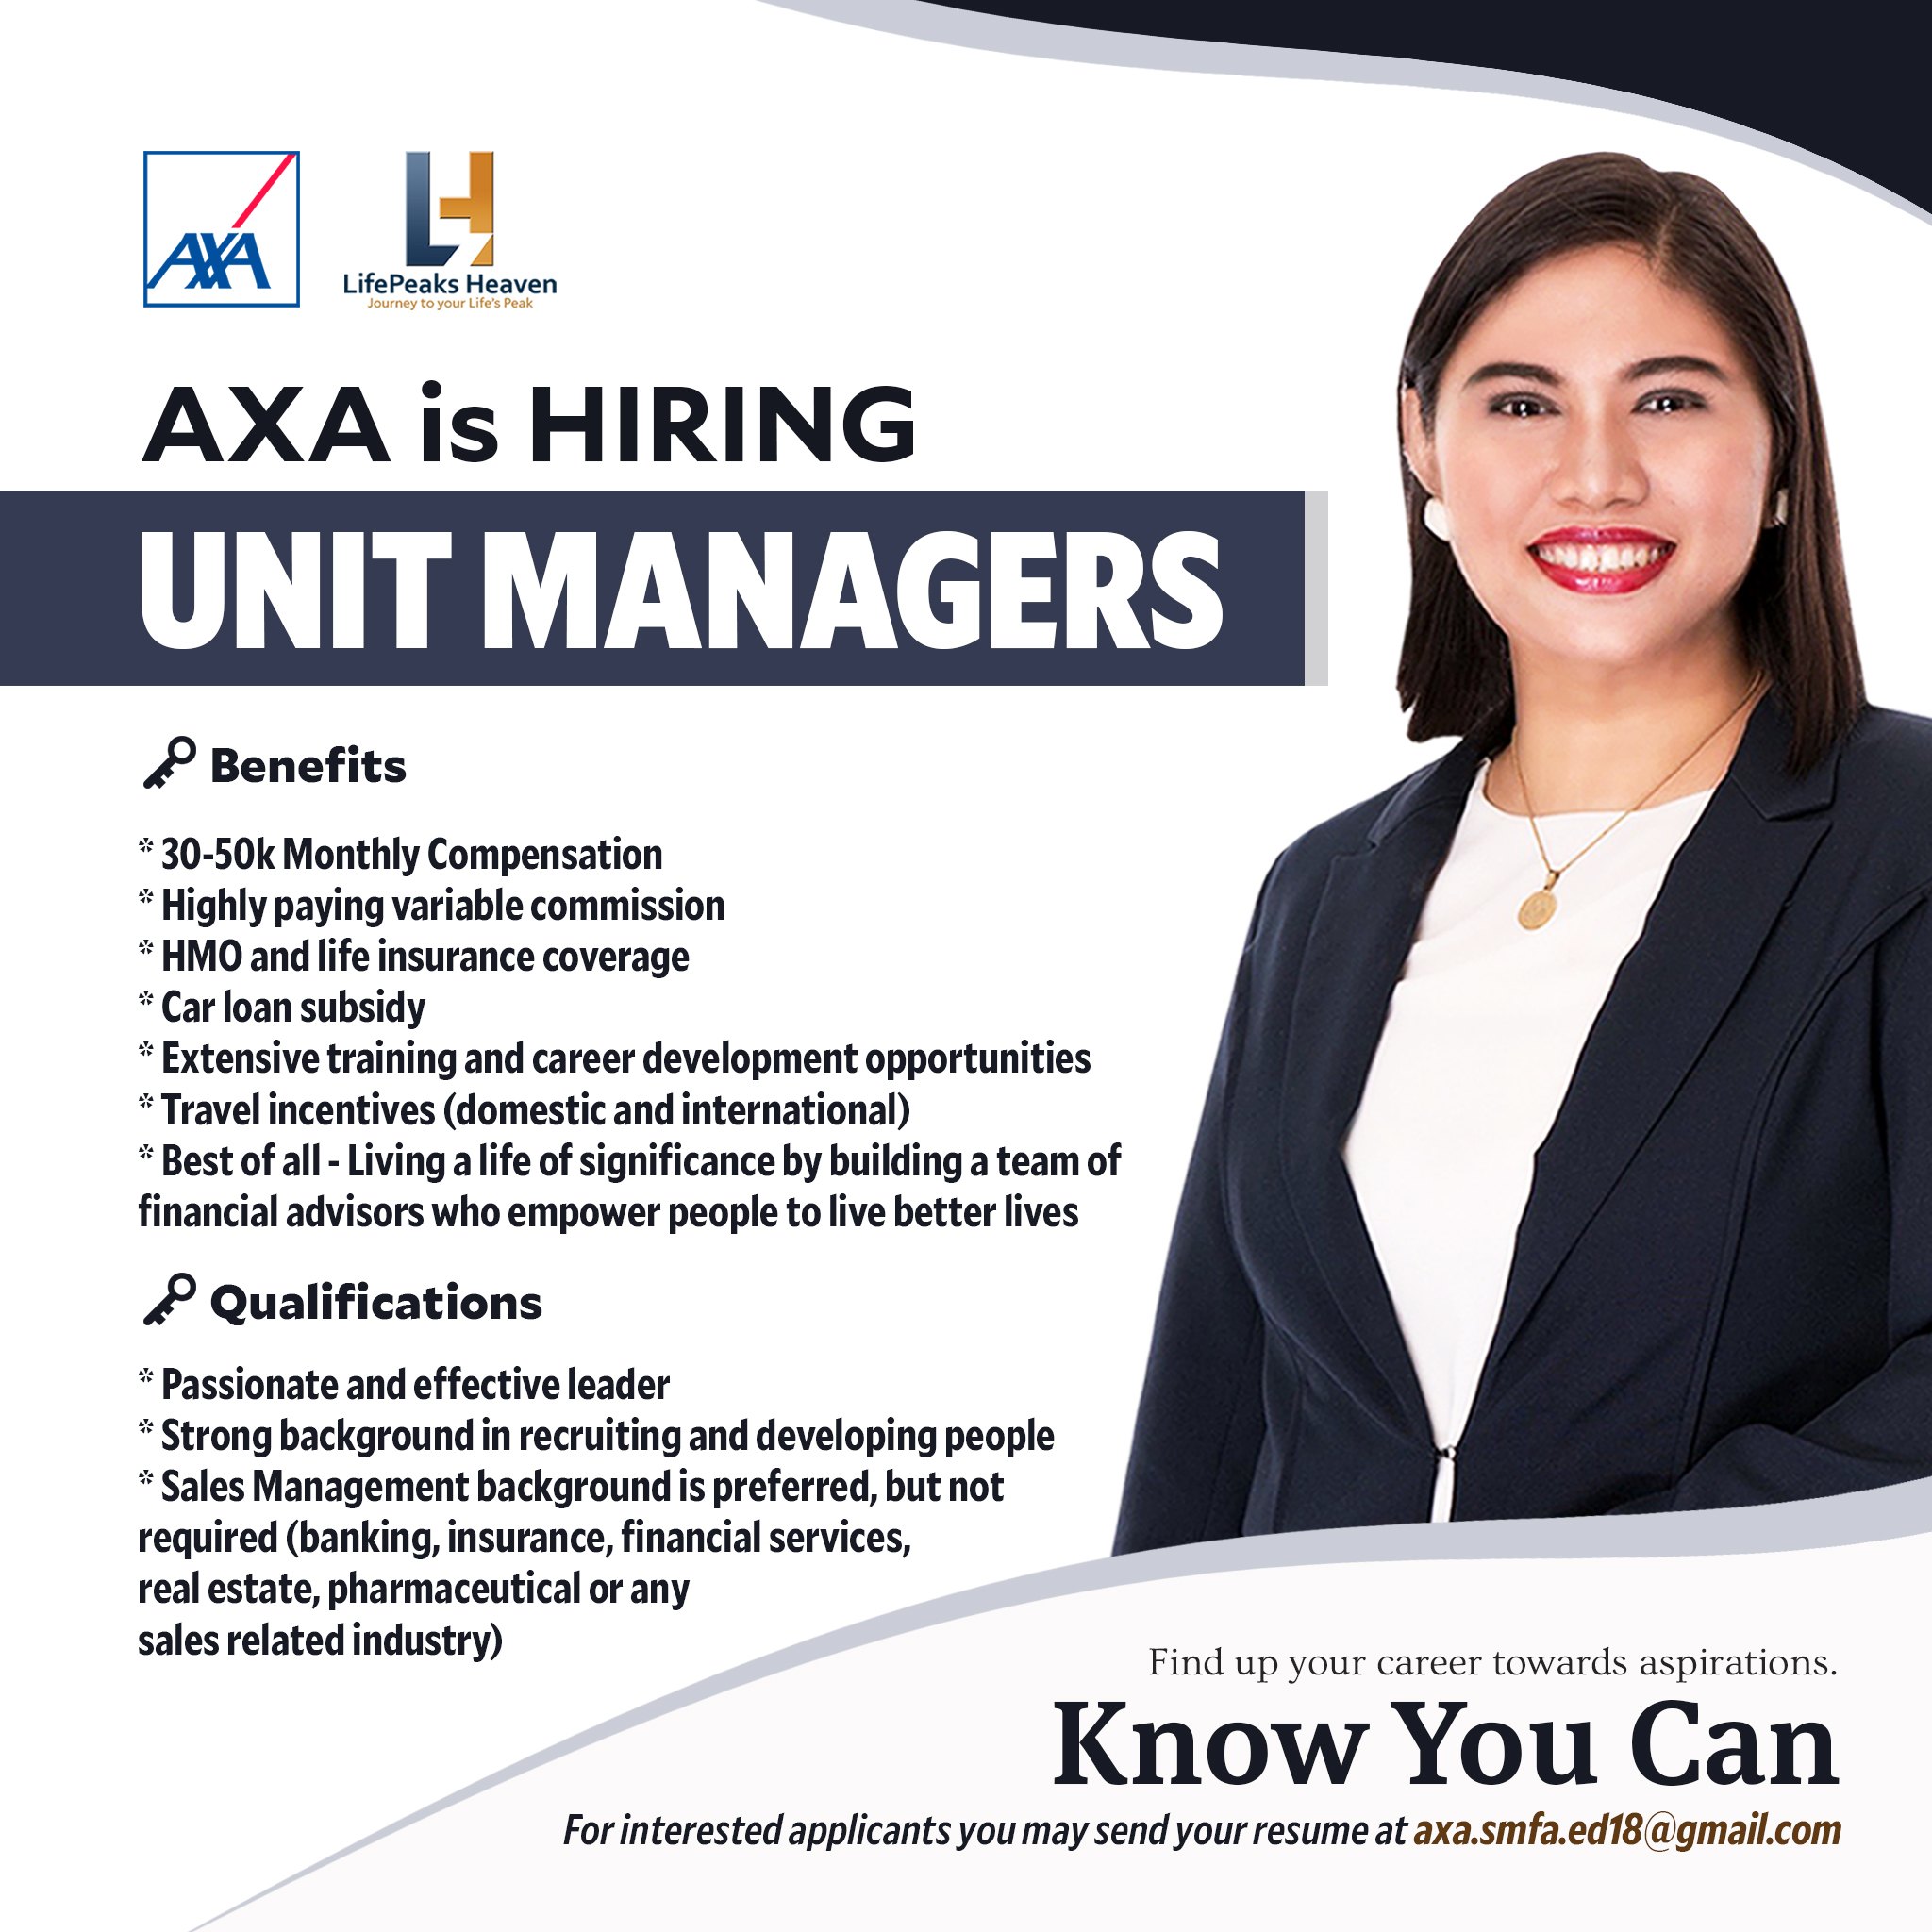 AXA
LH
LifePeaks Heaven
Journey to your Life's Peak
AXA is HIRING
UNIT MANAGERS
Benefits
* 30-50k Monthly Compensation
* Highly paying variable commission
* HMO and life insurance coverage
* Car loan subsidy
* Extensive training and career development opportunities
* Travel incentives (domestic and international)
* Best of all - Living a life of significance by building a team of
financial advisors who empower people to live better lives
Qualifications
* Passionate and effective leader
* Strong background in recruiting and developing people
* Sales Management background is preferred, but not
required (banking, insurance, financial services,
real estate, pharmaceutical or any
sales related industry)
Find up your career towards aspirations.
Know You Can
For interested applicants you may send your resume at axa.smfa.ed18@gmail.com